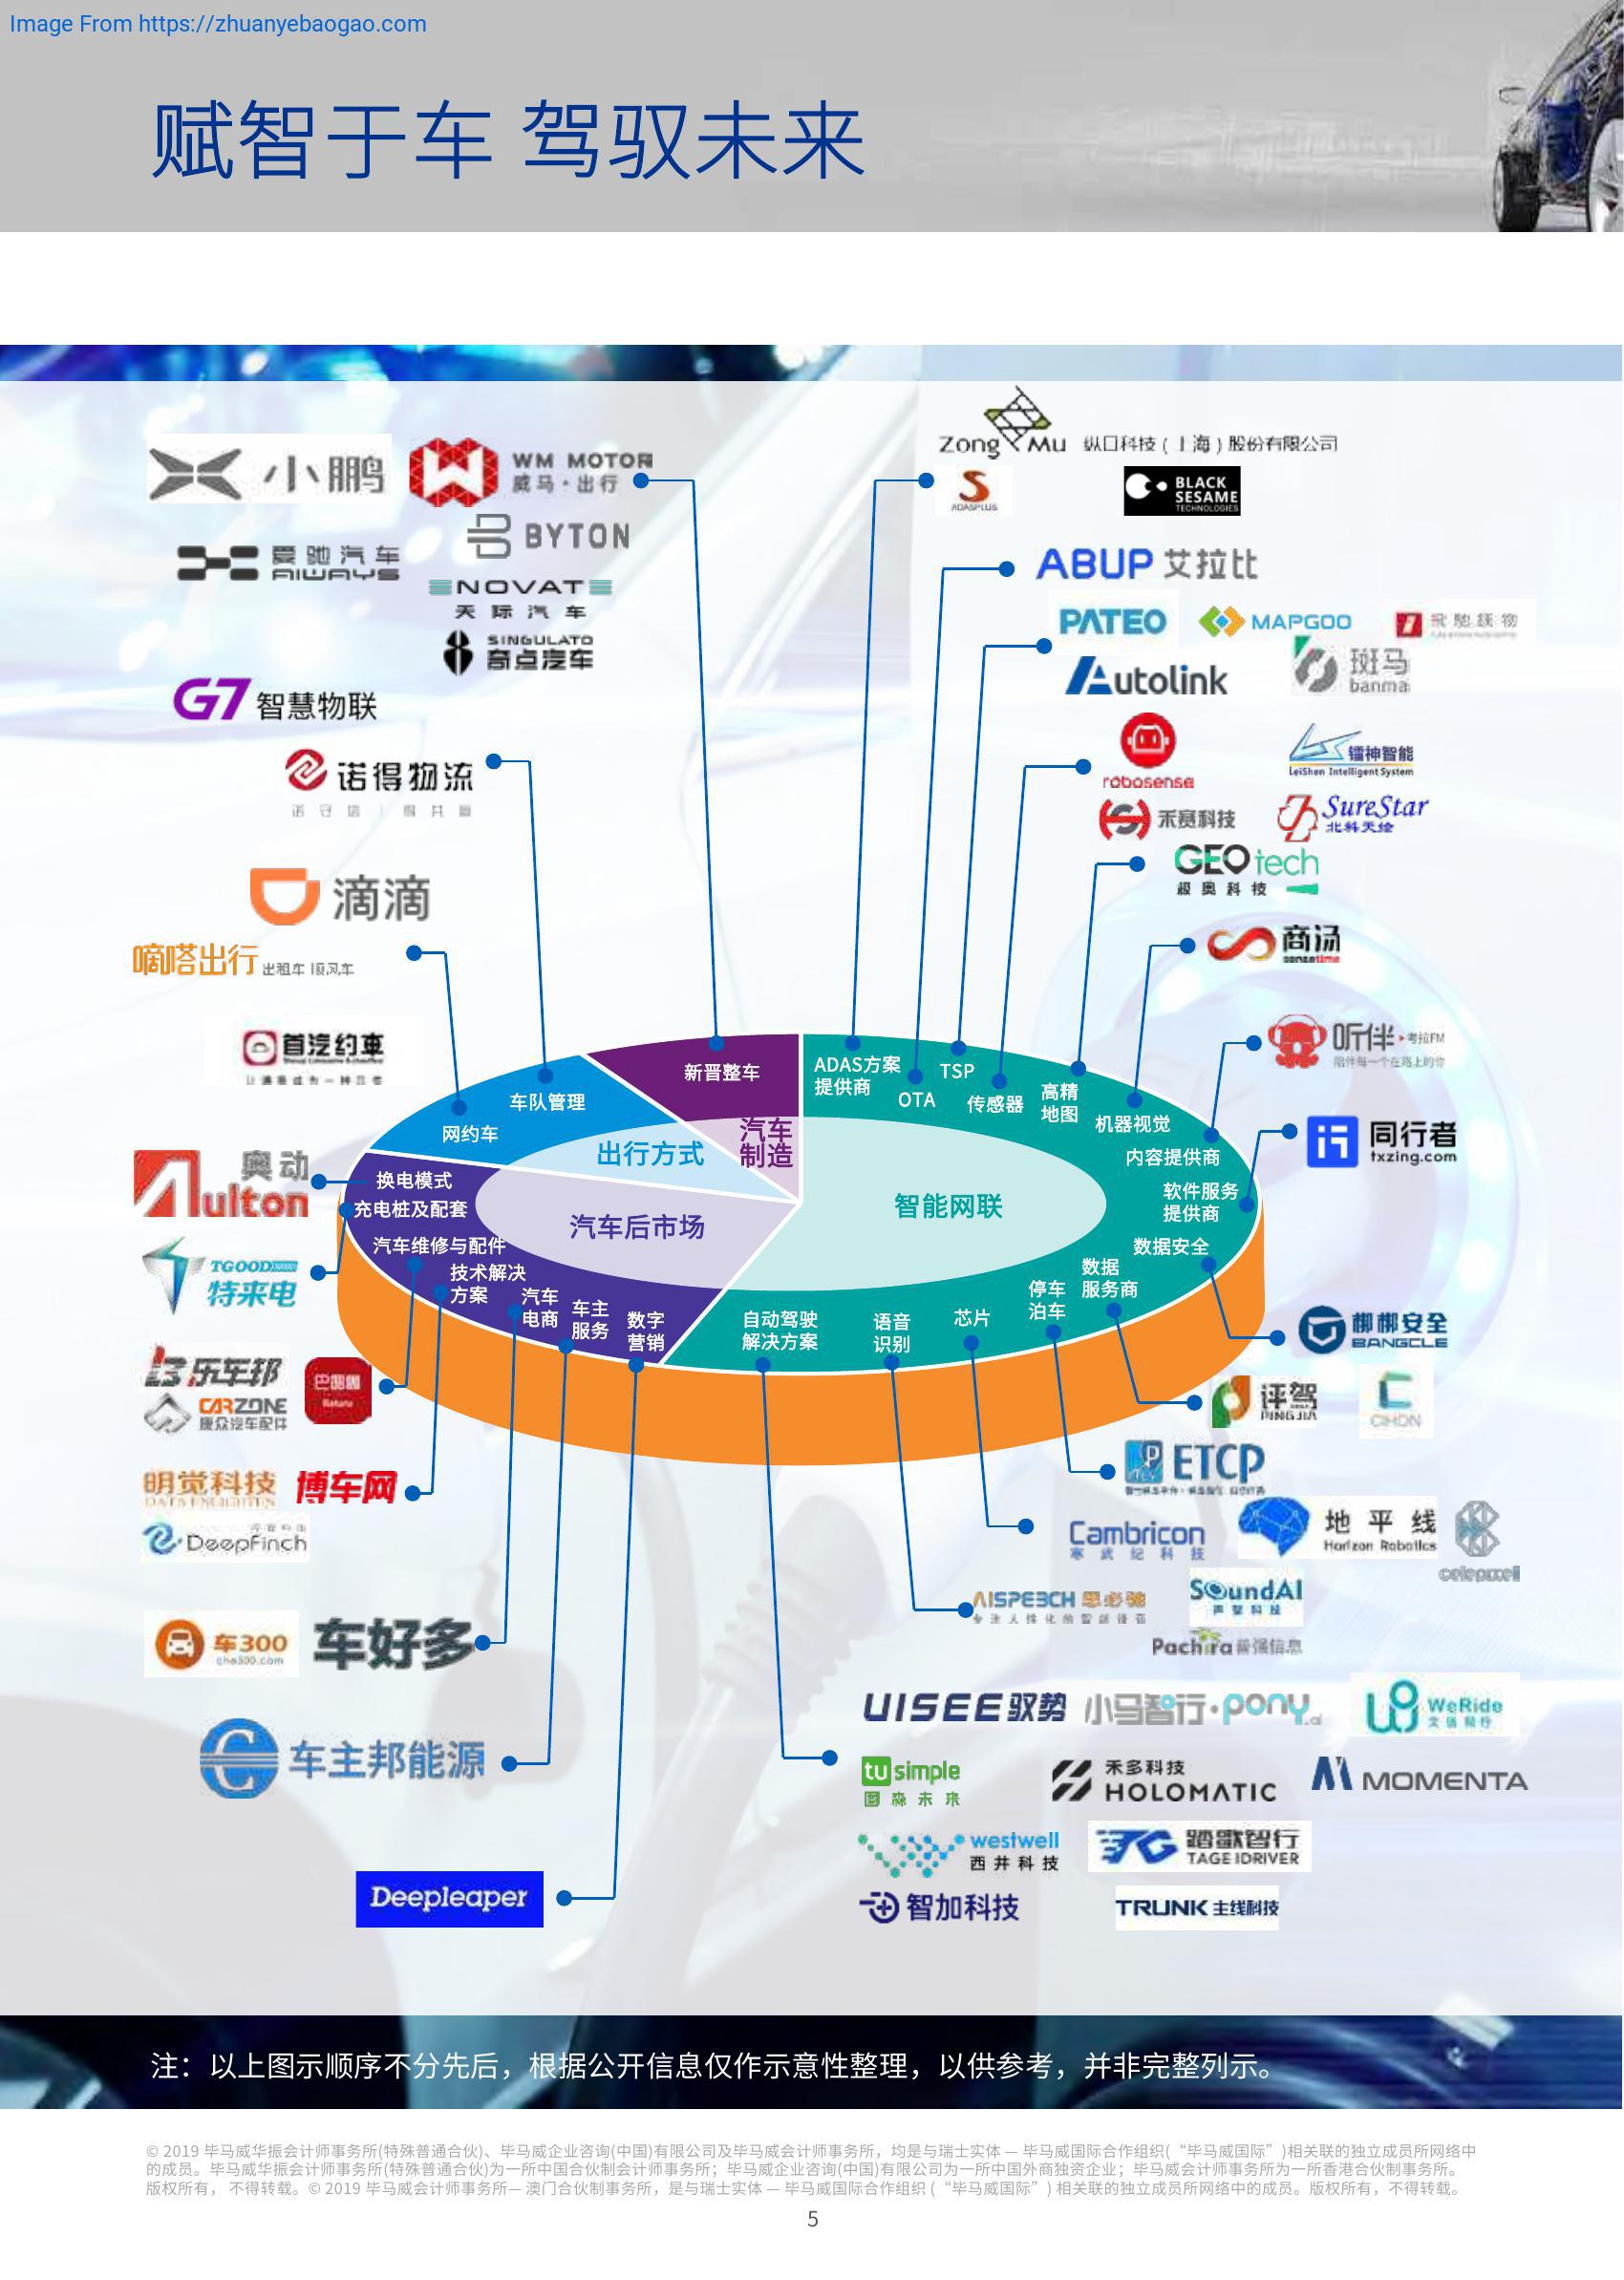 Image From https://zhuanyebaogao.com
赋智于车 驾驭未来
Zong Mu 纵目科技（上海）股份有限公司
小鹏
WM MOTOR
威马·出行
ADASPLUS
BLACK
SESAME
TECHNOLOGIES
BYTON
爱驰汽车
AIWAYS
ABUP 艾拉比
NOVAT
天际汽车
PATEO
MAPGOO
SINGULATO
奇点汽车
Autolink
斑马
banma
G7 智慧物联
robosense
镭神智能
LeiShen Intelligent System
诺得物流
禾赛科技
SureStar
北科天绘
GEOtech
极奥科技
滴滴
商汤
sensetime
嘀嗒出行 出租车 顺风车
首汽约车
听伴·考拉FM
陪伴每一个在路上的你
同行者
txzing.com
新晋整车
ADAS方案
提供商
TSP
OTA
传感器
高精
地图
机器视觉
内容提供商
软件服务
提供商
数据安全
数据
服务商
停车
泊车
芯片
语音
识别
自动驾驶
解决方案
车队管理
网约车
出行方式
汽车
制造
智能网联
汽车后市场
换电模式
充电桩及配套
汽车维修与配件
技术解决
方案
汽车
电商
车主
服务
数字
营销
奥动
Aulton
TGOOD
特来电
梆梆安全
BANGCLE
乐车邦
巴图鲁
Baturu
CARZONE
康众汽车配件
评驾
PINGJIA
CIHON
ETCP
明觉科技
DATA ENLIGHTEN
博车网
DeepFinch
Cambricon
寒武纪科技
地平线
Horizon Robotics
celepixell
AISPEECH 思必驰
专注人性化的智能语音
SoundAI
声智科技
Pachira 普强信息
车300
che300.com
车好多
UISEE 驭势
小马智行·pony.ai
WeRide
文远知行
车主邦能源
tusimple
图森未来
禾多科技
HOLOMATIC
MOMENTA
westwell
西井科技
踏歌智行
TAGE IDRIVER
Deepleaper
智加科技
TRUNK 主线科技
注：以上图示顺序不分先后，根据公开信息仅作示意性整理，以供参考，并非完整列示。
© 2019 毕马威华振会计师事务所(特殊普通合伙)、毕马威企业咨询(中国)有限公司及毕马威会计师事务所，均是与瑞士实体 — 毕马威国际合作组织(“毕马威国际”)相关联的独立成员所网络中
的成员。毕马威华振会计师事务所(特殊普通合伙)为一所中国合伙制会计师事务所；毕马威企业咨询(中国)有限公司为一所中国外商独资企业；毕马威会计师事务所为一所香港合伙制事务所。
版权所有，不得转载。© 2019 毕马威会计师事务所— 澳门合伙制事务所，是与瑞士实体 — 毕马威国际合作组织 (“毕马威国际”) 相关联的独立成员所网络中的成员。版权所有，不得转载。
5